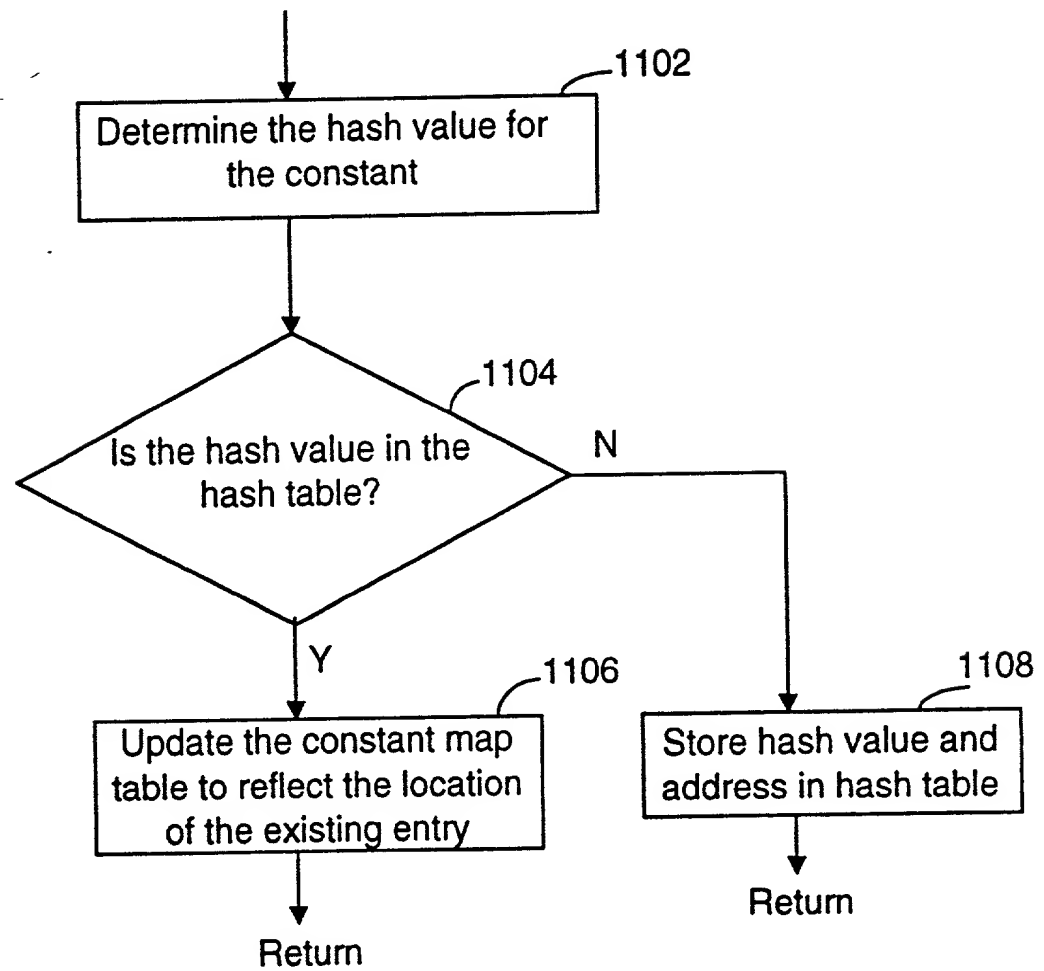 1102
Determine the hash value for
the constant
1104
Is the hash value in the
hash table?
N
Y
1106
Update the constant map
table to reflect the location
of the existing entry
Return
1108
Store hash value and
address in hash table
Return